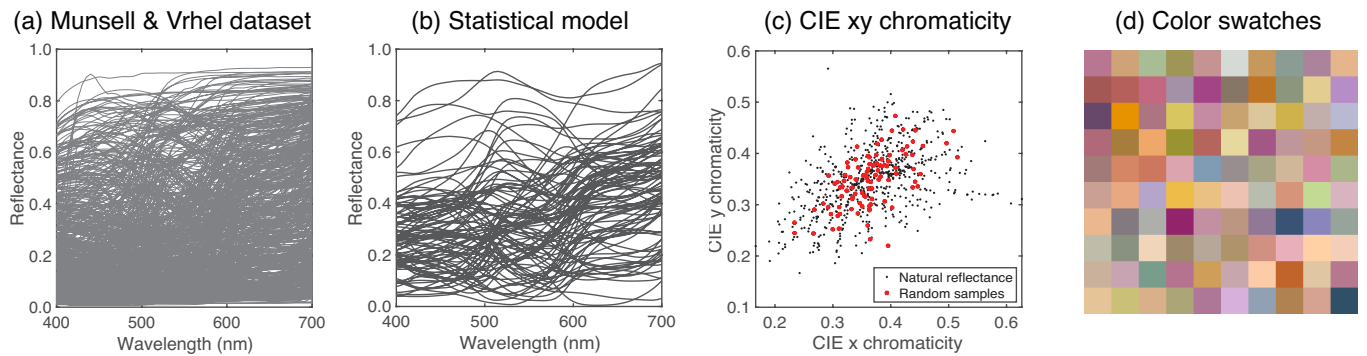 (a) Munsell & Vrhel dataset
1.0
0.8
0.6
0.4
0.2
0.0
Reflectance
400
500
600
700
Wavelength (nm)
(b) Statistical model
1.0
0.8
0.6
0.4
0.2
0.0
Reflectance
400
500
600
700
Wavelength (nm)
(c) CIE xy chromaticity
0.6
0.5
0.4
0.3
0.2
0.1
CIE y chromaticity
Natural reflectance
Random samples
0.2
0.3
0.4
0.5
0.6
CIE x chromaticity
(d) Color swatches